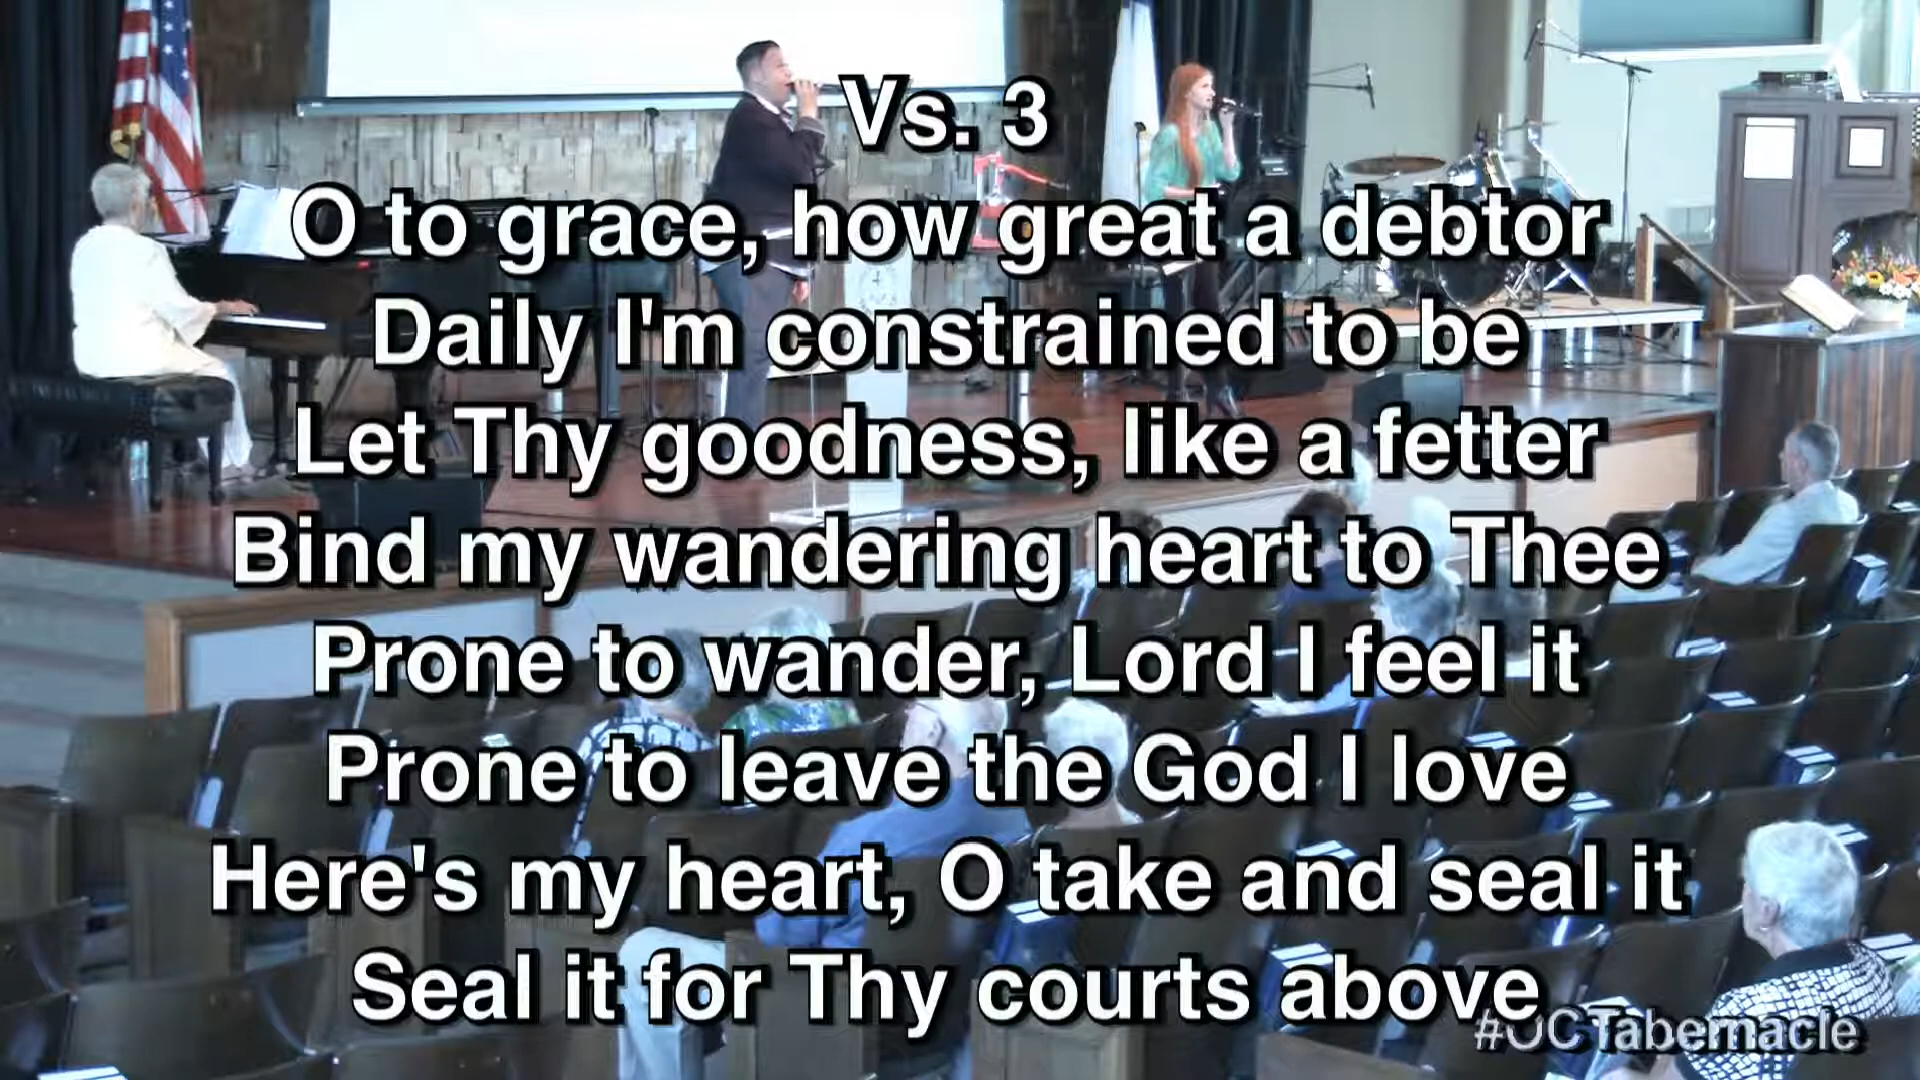 Vs. 3
O to grace, how great a debtor
Daily I'm constrained to be
Let Thy goodness, like a fetter
Bind my wandering heart to Thee
Prone to wander, Lord I feel it
Prone to leave the God I love
Here's my heart, O take and seal it
Seal it for Thy courts above
#OCTabernacle